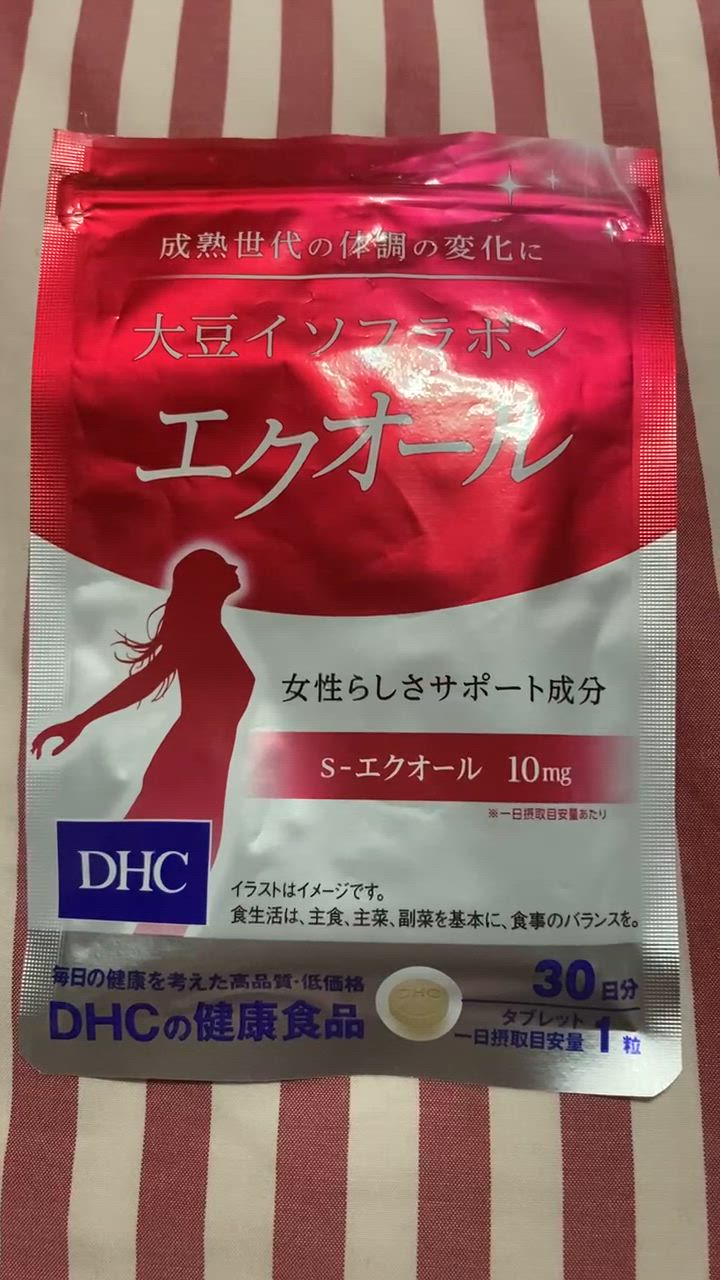 成熟世代の体調の変化に
大豆イソフラボン
エクオール
女性らしさサポート成分
S-エクオール 10mg
※一日摂取目安量あたり
DHC
イラストはイメージです。
食生活は、主食、主菜、副菜を基本に、食事のバランスを。
毎日の健康を考えた高品質・低価格
DHCの健康食品
DHC
30日分
タブレット
一日摂取目安量 1粒